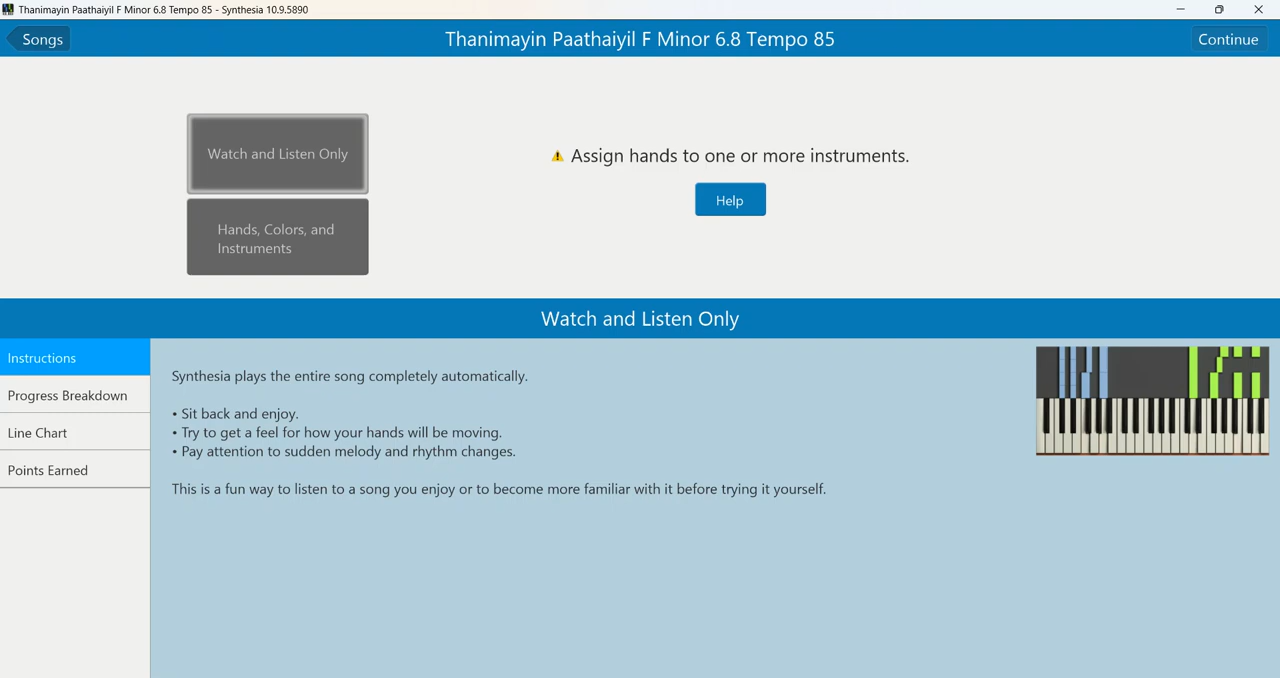 Thanimayin Paathaiyil F Minor 6.8 Tempo 85 - Synthesia 10.9.5890
Songs
Thanimayin Paathaiyil F Minor 6.8 Tempo 85
Continue
Watch and Listen Only
Assign hands to one or more instruments.
Help
Hands, Colors, and
Instruments
Watch and Listen Only
Instructions
Progress Breakdown
Line Chart
Points Earned
Synthesia plays the entire song completely automatically.
• Sit back and enjoy.
• Try to get a feel for how your hands will be moving.
• Pay attention to sudden melody and rhythm changes.
This is a fun way to listen to a song you enjoy or to become more familiar with it before trying it yourself.